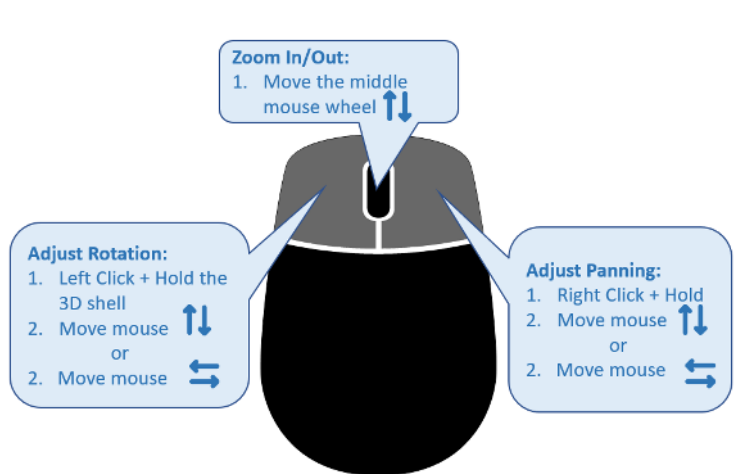 Zoom In/Out:
1. Move the middle
mouse wheel
Adjust Rotation:
1. Left Click + Hold the
3D shell
2. Move mouse
or
2. Move mouse
Adjust Panning:
1. Right Click + Hold
2. Move mouse
or
2. Move mouse